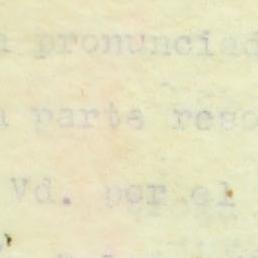 a pronunciad
a parte reso
Vd. por el